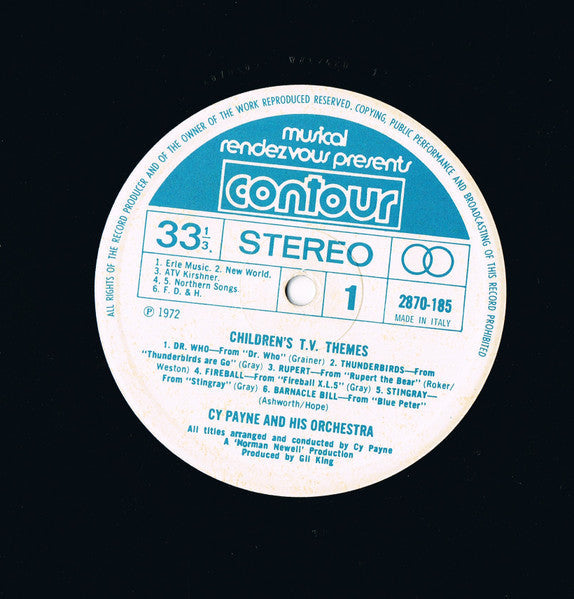 ALL RIGHTS OF THE RECORD PRODUCER AND OF THE OWNER OF THE WORK REPRODUCED RESERVED. COPYING, PUBLIC PERFORMANCE AND BROADCASTING OF THIS RECORD PROHIBITED
musical
rendezvous presents
contour
33 1/3.
STEREO
1. Erle Music. 2. New World.
3. ATV Kirshner.
4. 5. Northern Songs.
6. F. D. & H.
1
2870-185
MADE IN ITALY
Ⓟ 1972
CHILDREN'S T.V. THEMES
1. DR. WHO—From "Dr. Who" (Grainer) 2. THUNDERBIRDS—From
"Thunderbirds are Go" (Gray) 3. RUPERT—From "Rupert the Bear" (Roker/
Weston) 4. FIREBALL—From "Fireball X.L.5" (Gray) 5. STINGRAY—
From "Stingray" (Gray) 6. BARNACLE BILL—From "Blue Peter"
(Ashworth/Hope)
CY PAYNE AND HIS ORCHESTRA
All titles arranged and conducted by Cy Payne
A 'Norman Newell' Production
Produced by Gil King